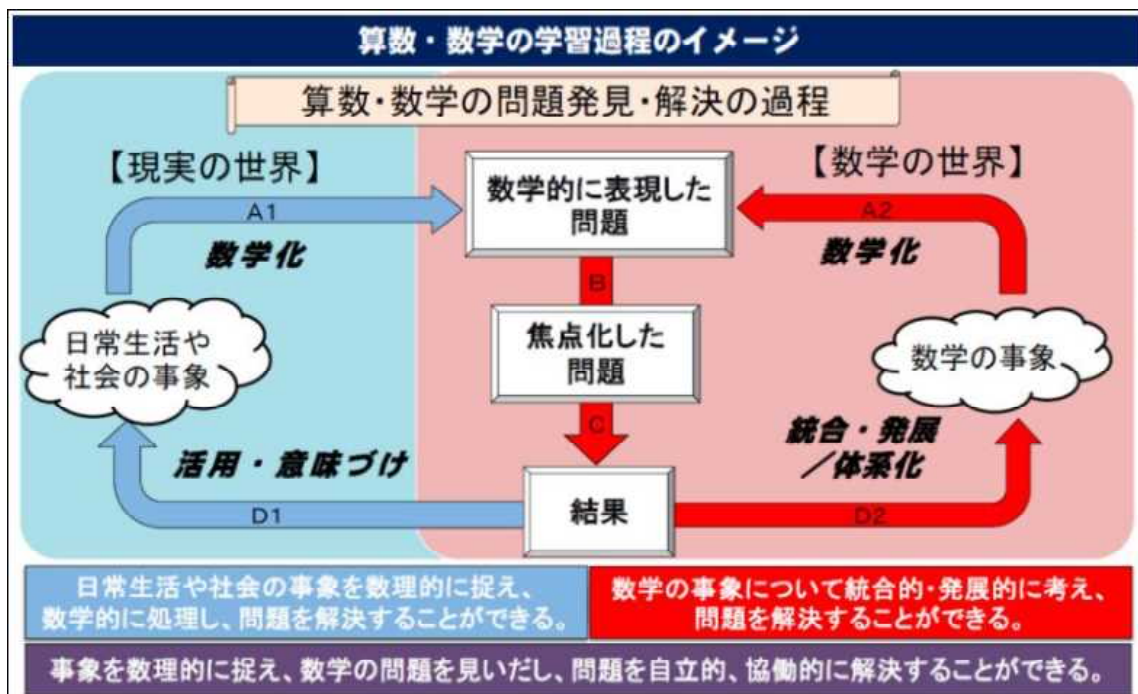 算数・数学の学習過程のイメージ
算数・数学の問題発見・解決の過程
【現実の世界】
【数学の世界】
A1
数学化
数学的に表現した
問題
A2
数学化
B
日常生活や
社会の事象
焦点化した
問題
数学の事象
C
活用・意味づけ
統合・発展
／体系化
D1
結果
D2
日常生活や社会の事象を数理的に捉え、
数学的に処理し、問題を解決することができる。
数学の事象について統合的・発展的に考え、
問題を解決することができる。
事象を数理的に捉え、数学の問題を見いだし、問題を自立的、協働的に解決することができる。